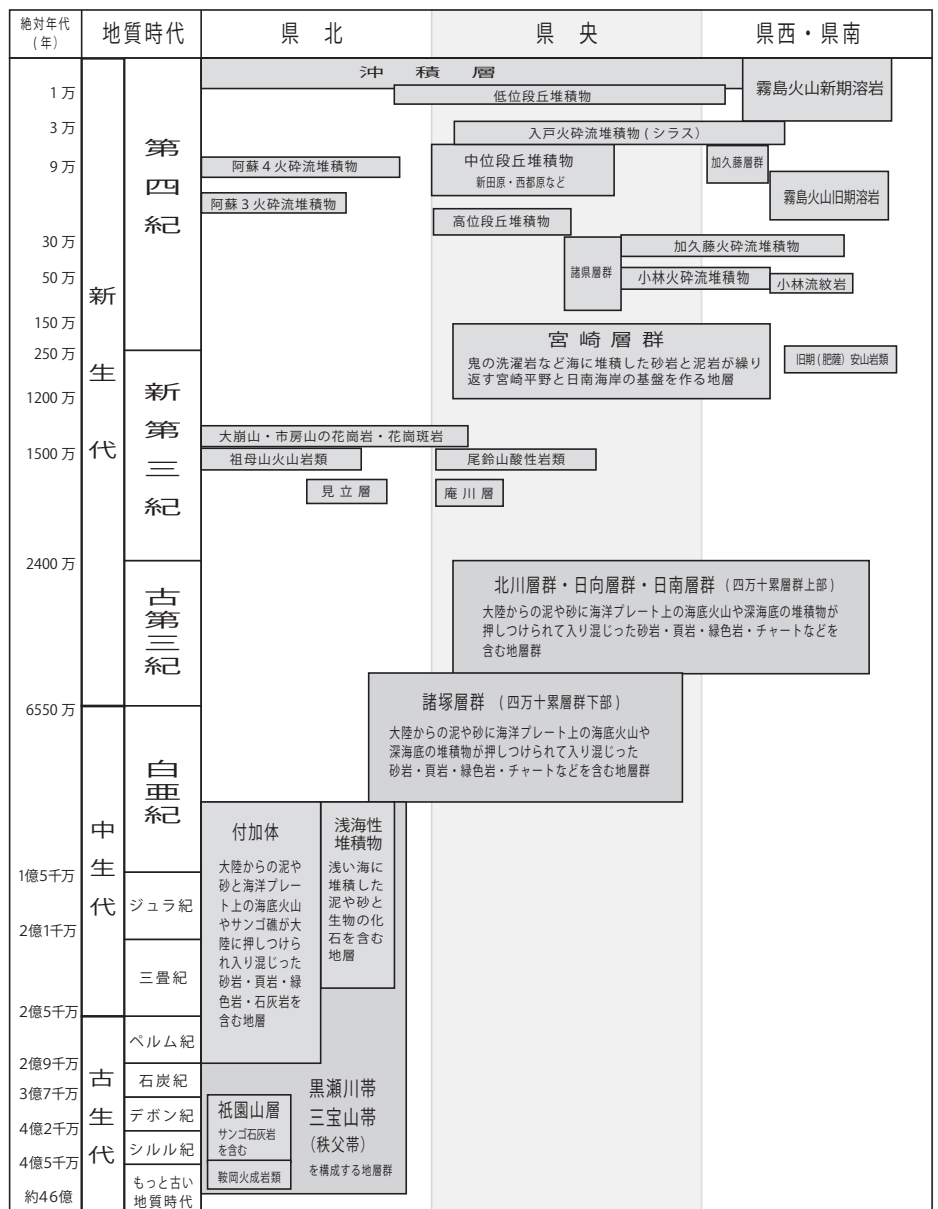 絶対年代
(年)
地質時代
県 北
県 央
県西・県南
1万
3万
9万
30万
50万
150万
250万
1200万
1500万
2400万
6550万
1億5千万
2億1千万
2億5千万
2億9千万
3億7千万
4億2千万
4億5千万
約46億
新生代
中生代
古生代
第四紀
新第三紀
古第三紀
白亜紀
ジュラ紀
三畳紀
ペルム紀
石炭紀
デボン紀
シルル紀
もっと古い
地質時代
沖積層
霧島火山新期溶岩
低位段丘堆積物
入戸火砕流堆積物(シラス)
阿蘇4火砕流堆積物
中位段丘堆積物
新田原・西都原など
加久藤層群
霧島火山旧期溶岩
阿蘇3火砕流堆積物
高位段丘堆積物
諸県層群
加久藤火砕流堆積物
小林火砕流堆積物
小林流紋岩
宮崎層群
鬼の洗濯岩など海に堆積した砂岩と泥岩が繰り
返す宮崎平野と日南海岸の基盤を作る地層
旧期(肥薩)安山岩類
大崩山・市房山の花崗岩・花崗斑岩
祖母山火山岩類
尾鈴山酸性岩類
見立層
庵川層
北川層群・日向層群・日南層群(四万十累層群上部)
大陸からの泥や砂に海洋プレート上の海底火山や深海底の堆積物が
押しつけられて入り混じった砂岩・頁岩・緑色岩・チャートなどを
含む地層群
諸塚層群(四万十累層群下部)
大陸からの泥や砂に海洋プレート上の海底火山や
深海底の堆積物が押しつけられて入り混じった
砂岩・頁岩・緑色岩・チャートなどを含む地層群
付加体
大陸からの泥や
砂と海洋プレー
ト上の海底火山
やサンゴ礁が大
陸に押しつけら
れ入り混じった
砂岩・頁岩・緑
色岩・石灰岩を
含む地層
浅海性
堆積物
浅い海に
堆積した
泥や砂と
生物の化
石を含む
地層
黒瀬川帯
三宝山帯
(秩父帯)
を構成する地層群
祇園山層
サンゴ石灰岩
を含む
鞍岡火成岩類